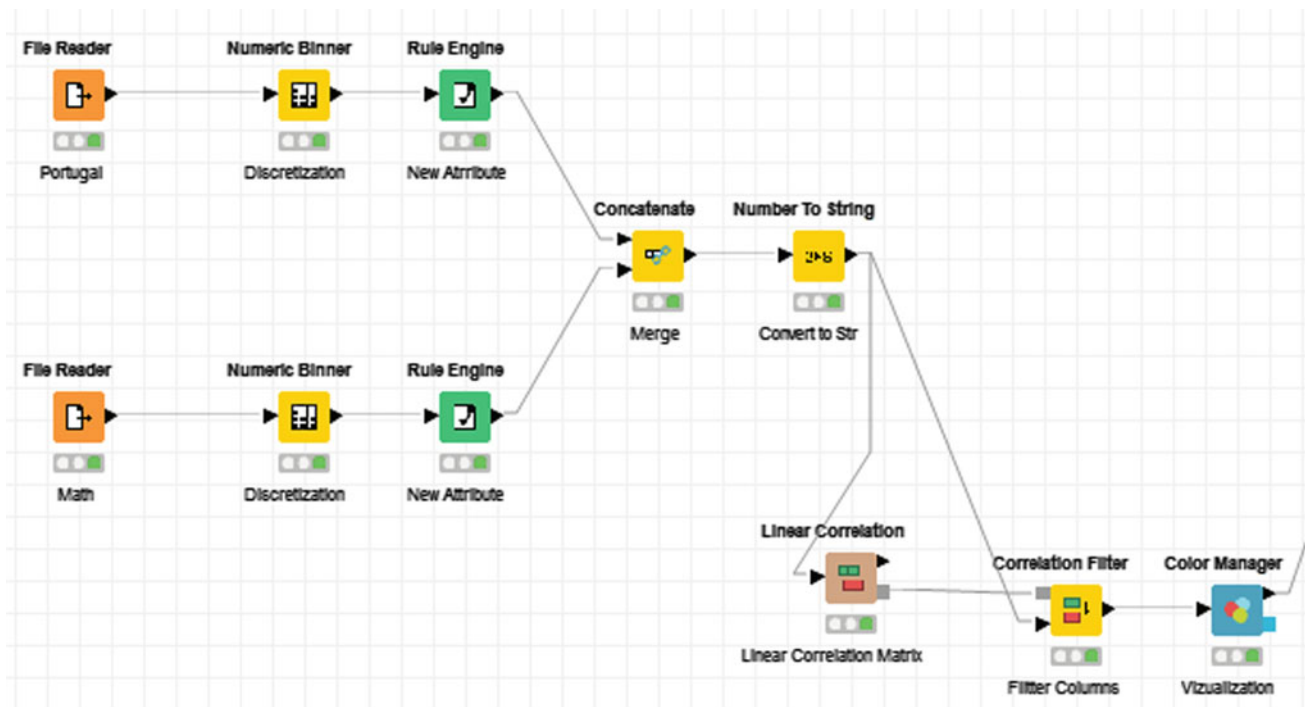 File Reader
Numeric Binner
Rule Engine
Portugal
Discretization
New Atrribute
Concatenate
Number To String
Merge
Convert to Str
File Reader
Numeric Binner
Rule Engine
Math
Discretization
New Attribute
Linear Correlation
Correlation Filter
Color Manager
Linear Correlation Matrix
Filtter Columns
Vizualization